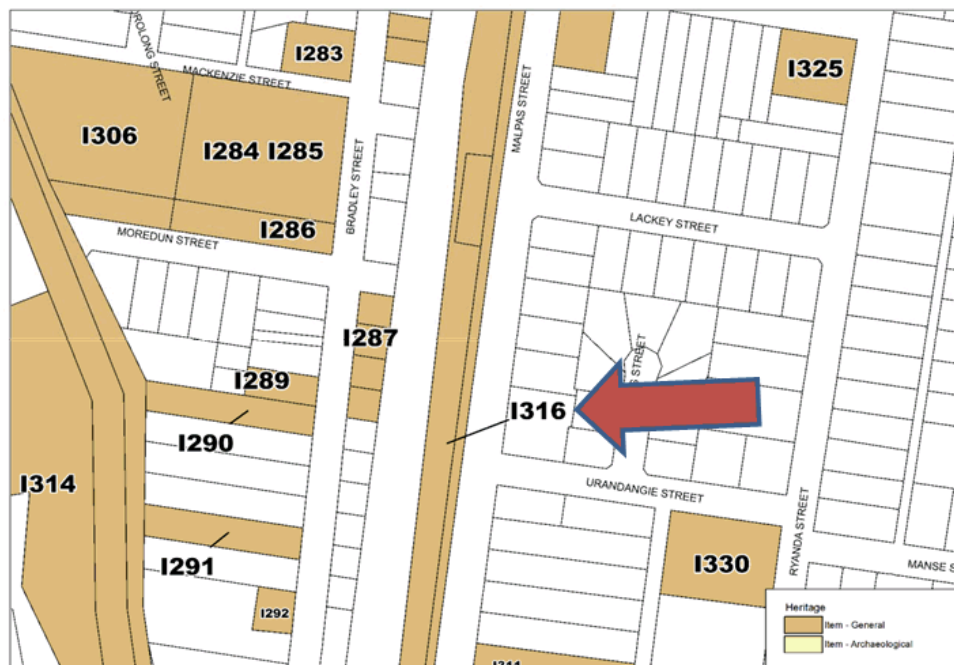 I283
MACKENZIE STREET
I325
I306
I284 I285
MALPAS STREET
BRADLEY STREET
I286
MOREDUN STREET
LACKEY STREET
I287
STREET
I289
I316
I290
I314
URANDANGIE STREET
RYANDA STREET
I291
I330
MANSE S
I292
Heritage
Item - General
Item - Archaeological